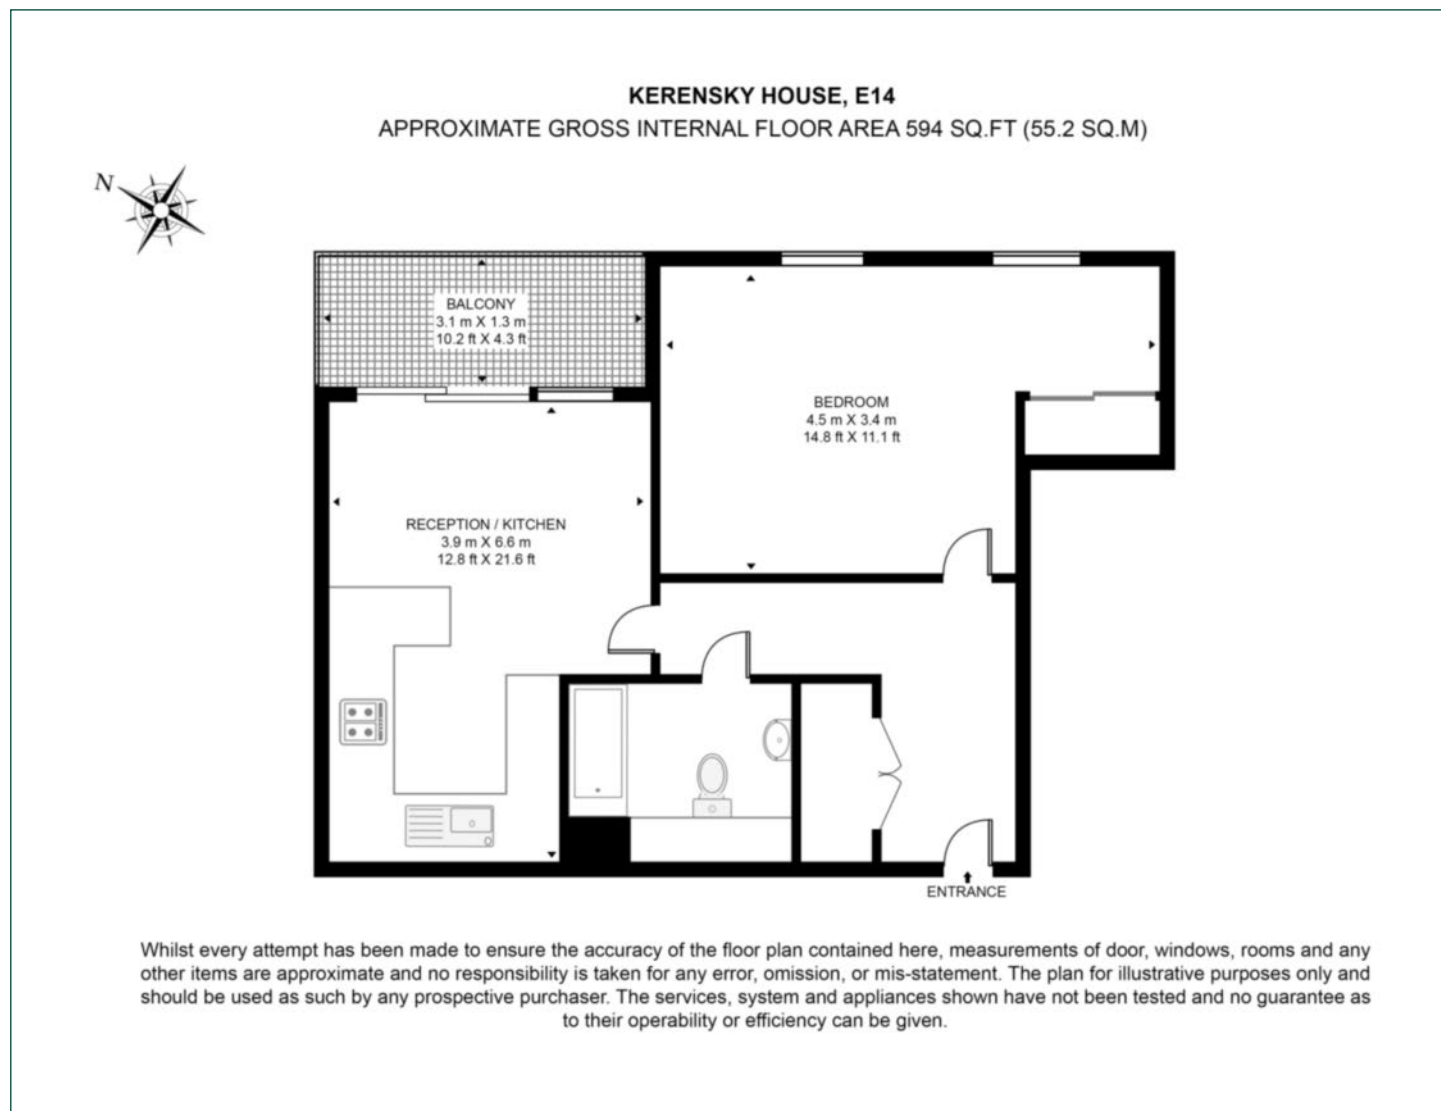 KERENSKY HOUSE, E14
APPROXIMATE GROSS INTERNAL FLOOR AREA 594 SQ.FT (55.2 SQ.M)
N
BALCONY
3.1 m X 1.3 m
10.2 ft X 4.3 ft
BEDROOM
4.5 m X 3.4 m
14.8 ft X 11.1 ft
RECEPTION / KITCHEN
3.9 m X 6.6 m
12.8 ft X 21.6 ft
ENTRANCE
Whilst every attempt has been made to ensure the accuracy of the floor plan contained here, measurements of door, windows, rooms and any
other items are approximate and no responsibility is taken for any error, omission, or mis-statement. The plan for illustrative purposes only and
should be used as such by any prospective purchaser. The services, system and appliances shown have not been tested and no guarantee as
to their operability or efficiency can be given.